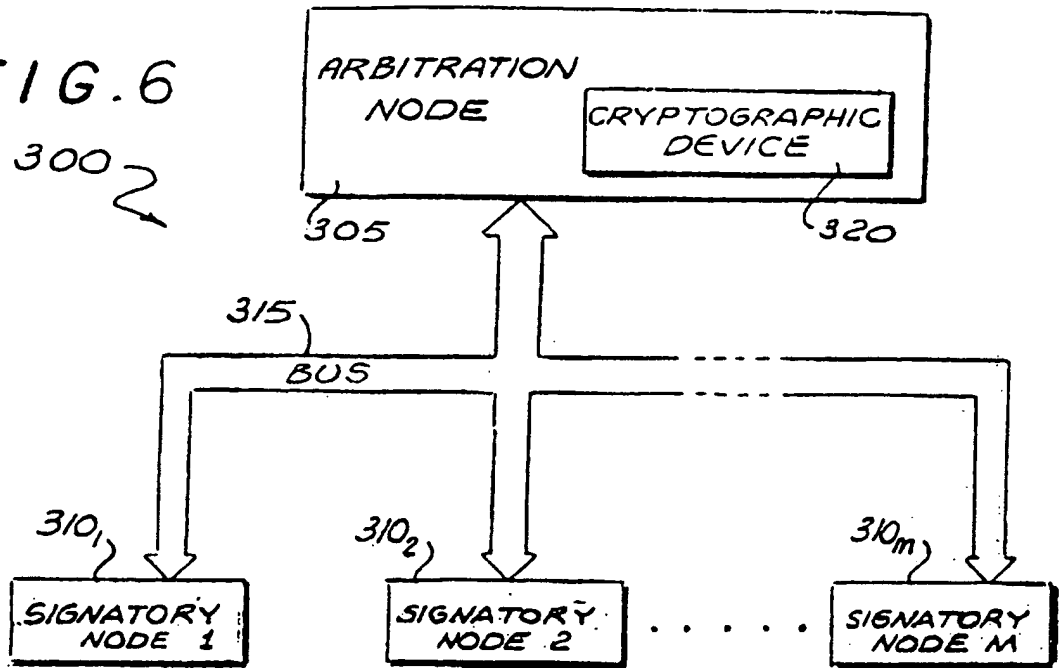 FIG.6
300
ARBITRATION
NODE
CRYPTOGRAPHIC
DEVICE
305
320
315
BUS
310₁
310₂
310ₘ
SIGNATORY
NODE 1
SIGNATORY
NODE 2
. . . . . .
SIGNATORY
NODE M